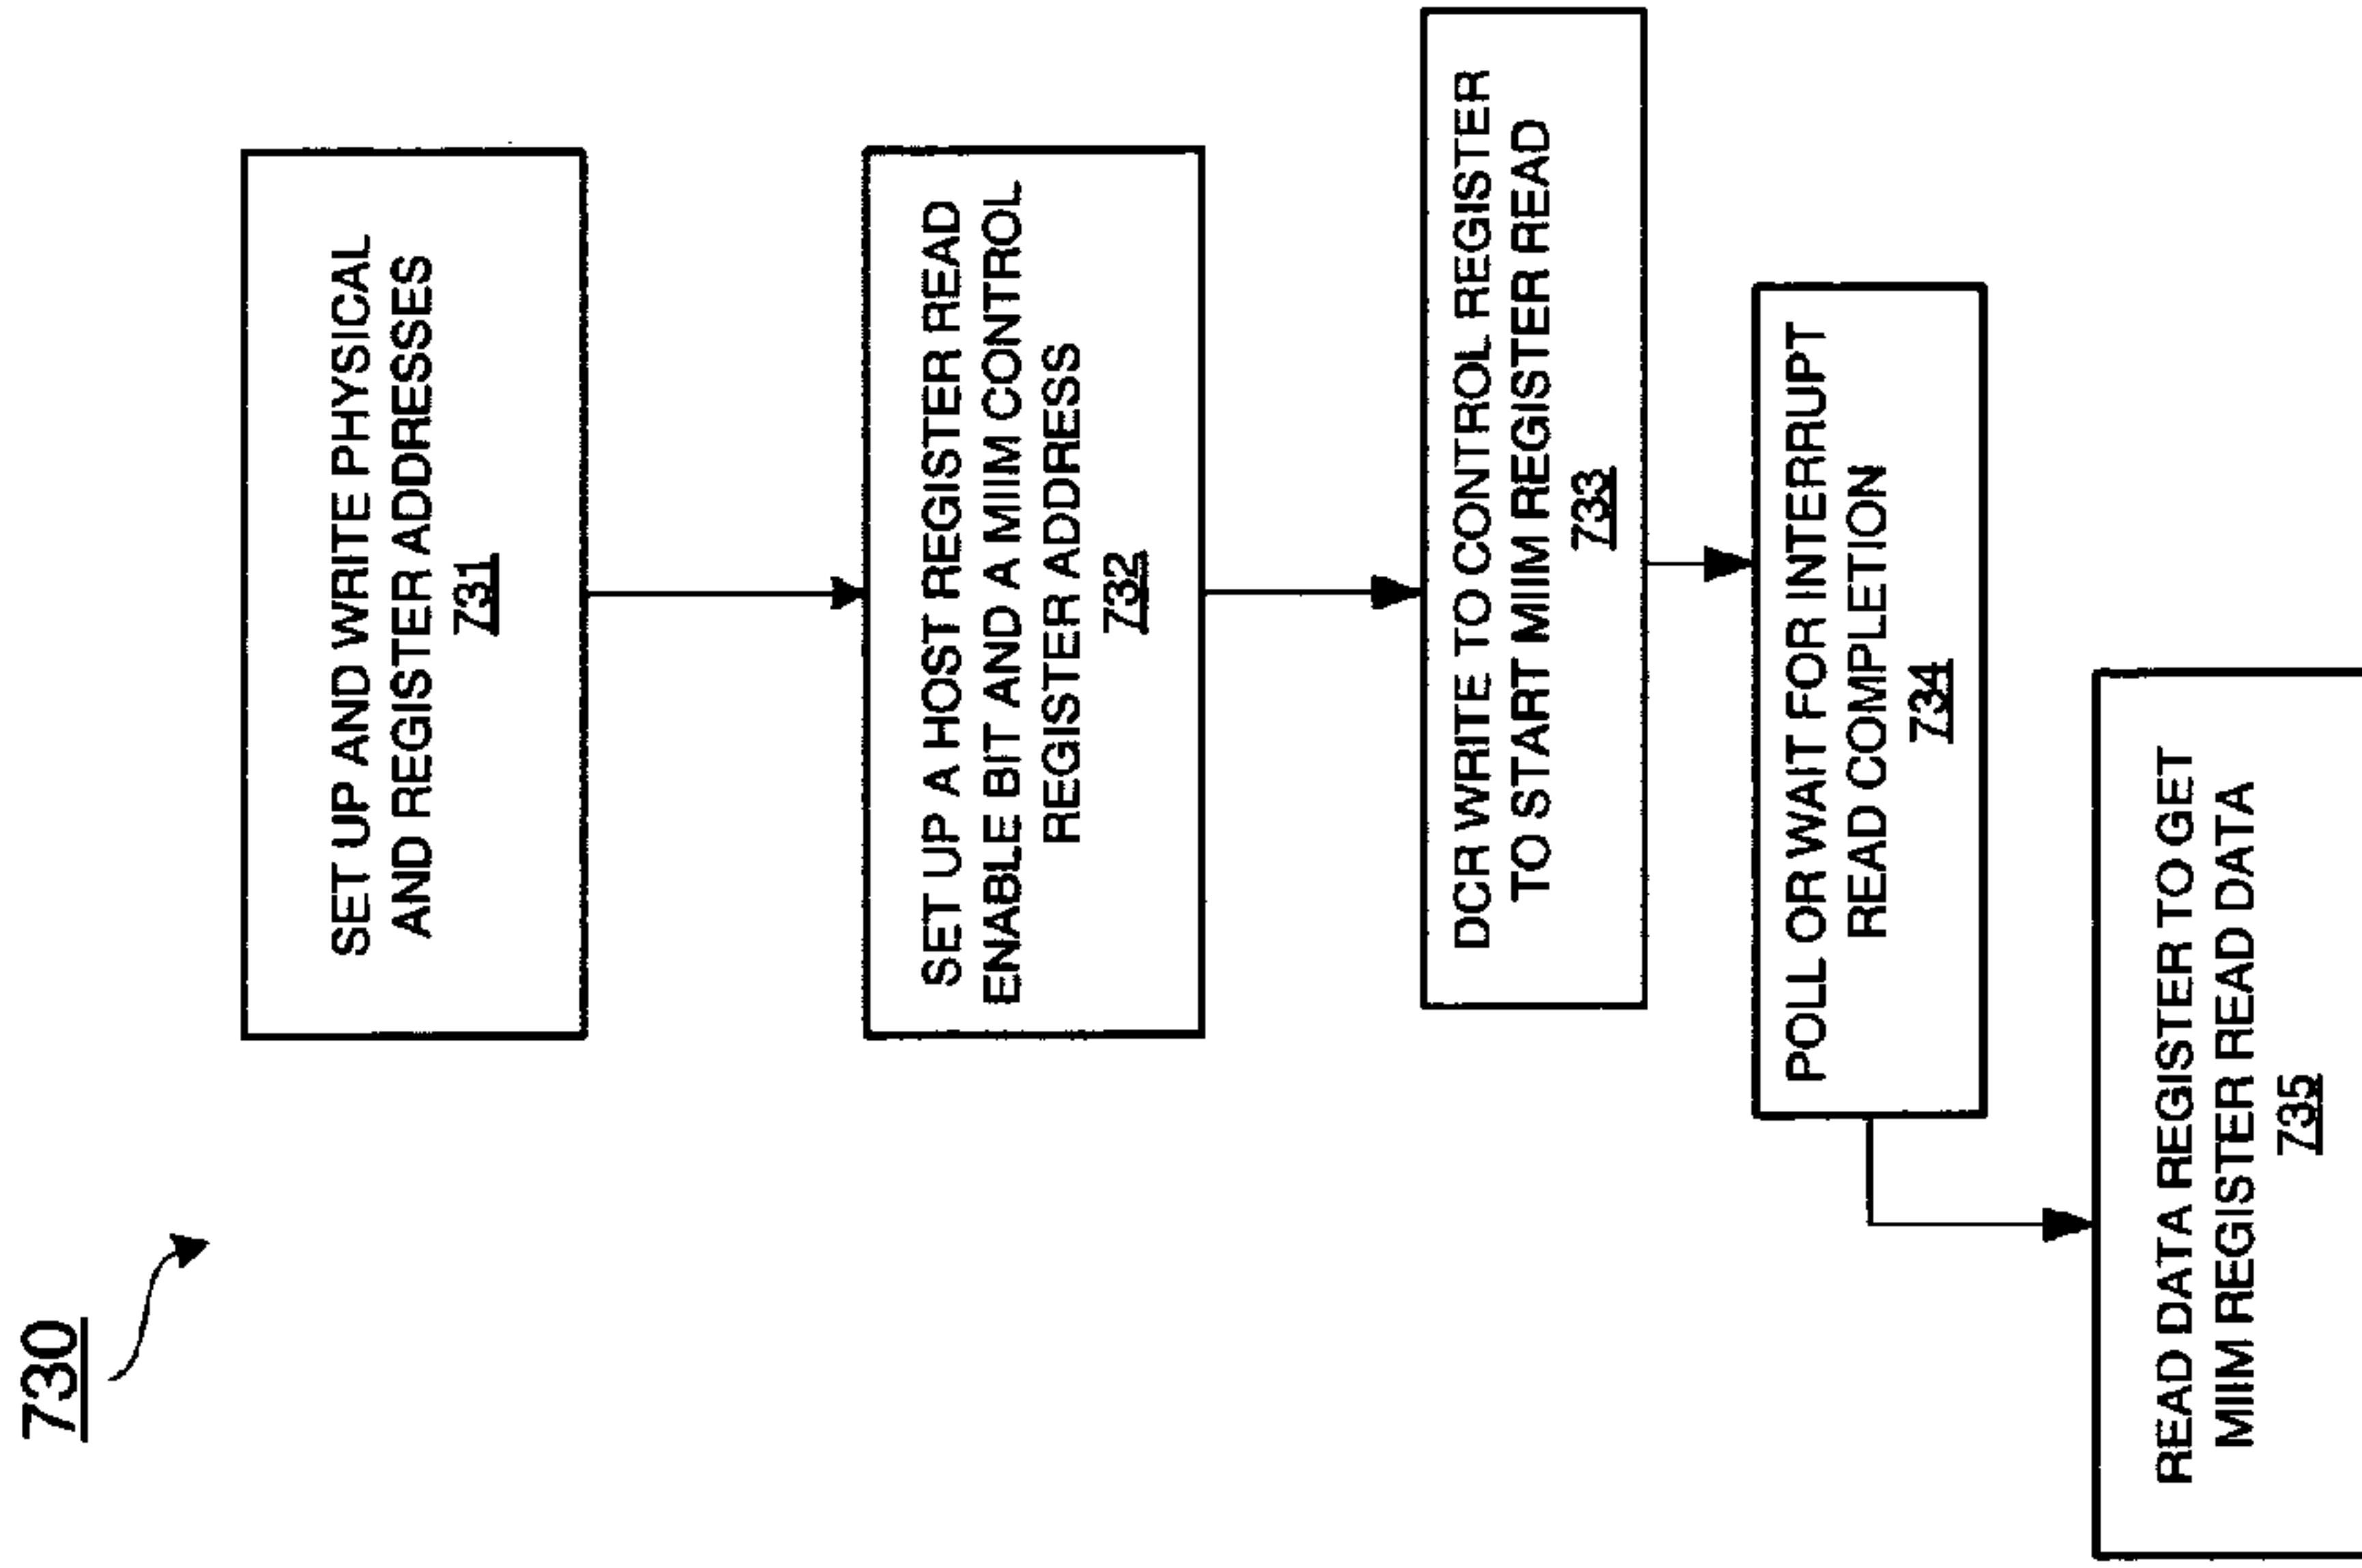 730
SET UP AND WRITE PHYSICAL
AND REGISTER ADDRESSES
731
SET UP A HOST REGISTER READ
ENABLE BIT AND A MIIM CONTROL
REGISTER ADDRESS
732
DCR WRITE TO CONTROL REGISTER
TO START MIIM REGISTER READ
733
POLL OR WAIT FOR INTERRUPT
READ COMPLETION
734
READ DATA REGISTER TO GET
MIIM REGISTER READ DATA
735